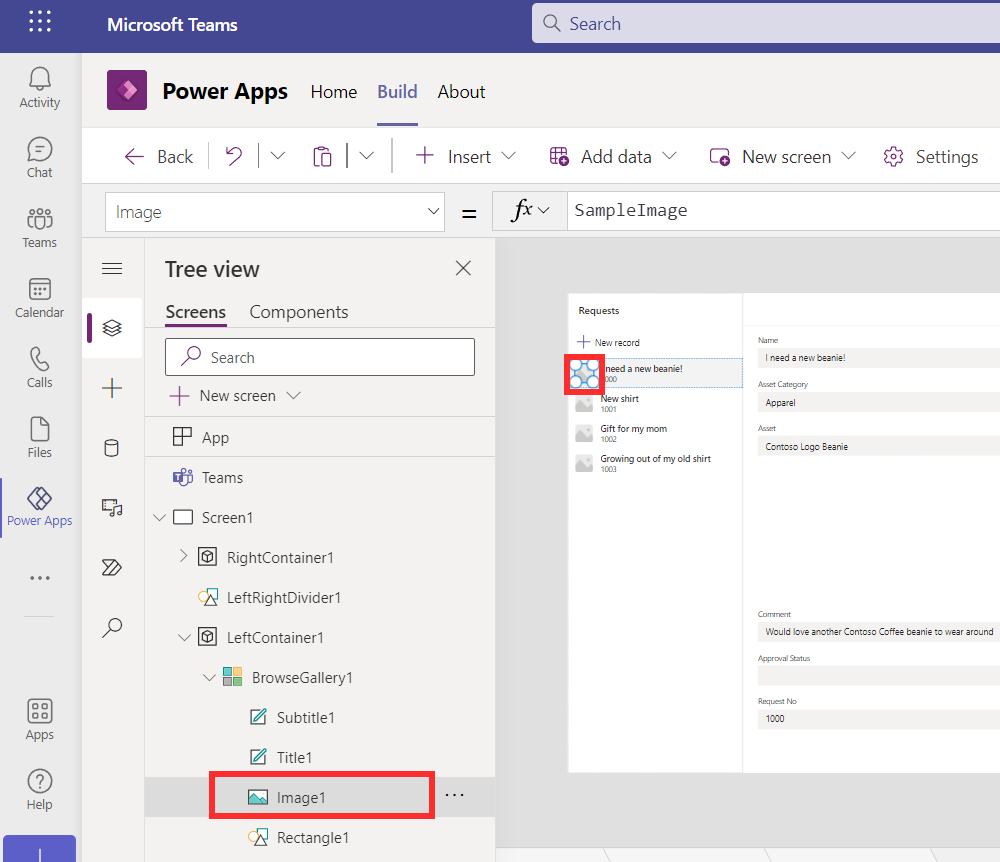 Microsoft Teams
Search
Activity
Chat
Teams
Calendar
Calls
Files
Power Apps
Apps
Help
Power Apps
Home
Build
About
Back
Insert
Add data
New screen
Settings
Image
=
fx
SampleImage
Tree view
Screens
Components
Search
New screen
App
Teams
Screen1
RightContainer1
LeftRightDivider1
LeftContainer1
BrowseGallery1
Subtitle1
Title1
Image1
Rectangle1
Requests
New record
need a new beanie!
1000
New shirt
1001
Gift for my mom
1002
Growing out of my old shirt
1003
Name
I need a new beanie!
Asset Category
Apparel
Asset
Contoso Logo Beanie
Comment
Would love another Contoso Coffee beanie to wear around
Approval Status
Request No
1000